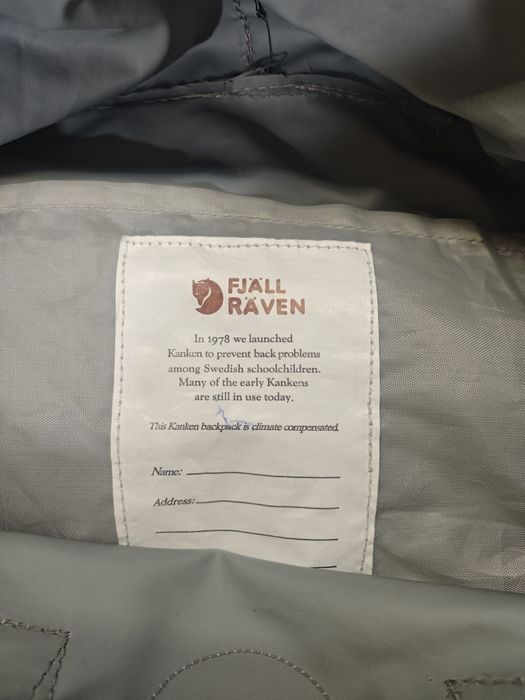 FJÄLL
RÄVEN
In 1978 we launched
Kanken to prevent back problems
among Swedish schoolchildren.
Many of the early Kankens
are still in use today.
This Kanken backpack is climate compensated.
Name:
Address: